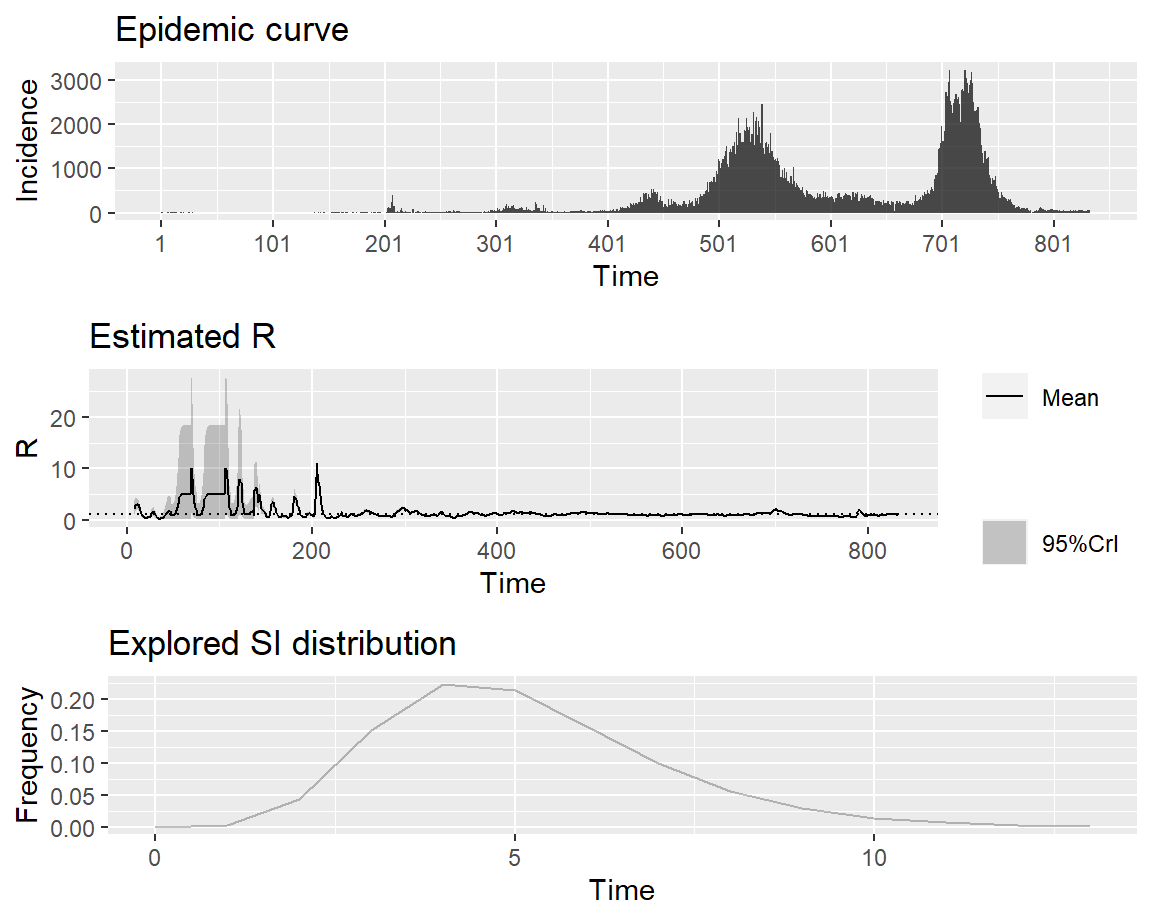 Epidemic curve
Incidence
3000
2000
1000
0
1 101 201 301 401 501 601 701 801
Time
Estimated R
R
20
10
0
0 200 400 600 800
Time
Mean
95%CrI
Explored SI distribution
Frequency
0.20
0.15
0.10
0.05
0.00
0 5 10
Time